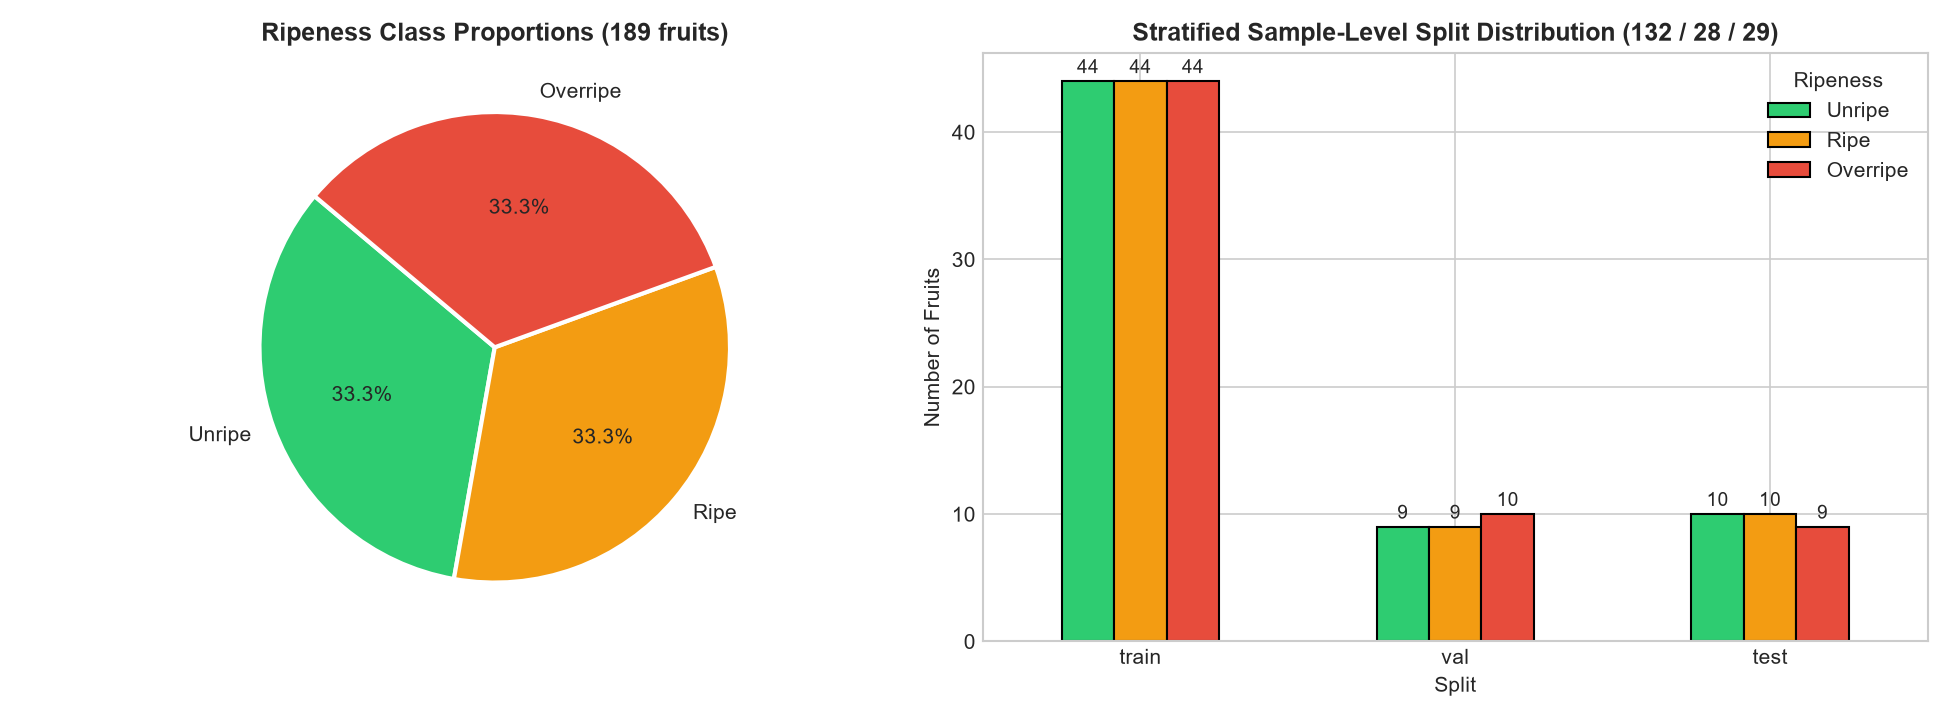 Ripeness Class Proportions (189 fruits)
Overripe
33.3%
33.3%
Unripe
33.3%
Ripe
Stratified Sample-Level Split Distribution (132 / 28 / 29)
Number of Fruits
40
30
20
10
0
44 44 44
9 9 10
10 10 9
train val test
Split
Ripeness
Unripe
Ripe
Overripe